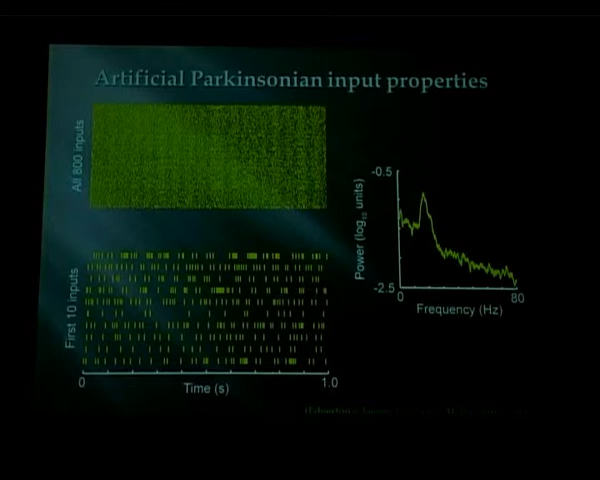 Artificial Parkinsonian input properties
All 800 inputs
First 10 inputs
0
1.0
Time (s)
-0.5
-2.5
Power (log₁₀ units)
0
80
Frequency (Hz)